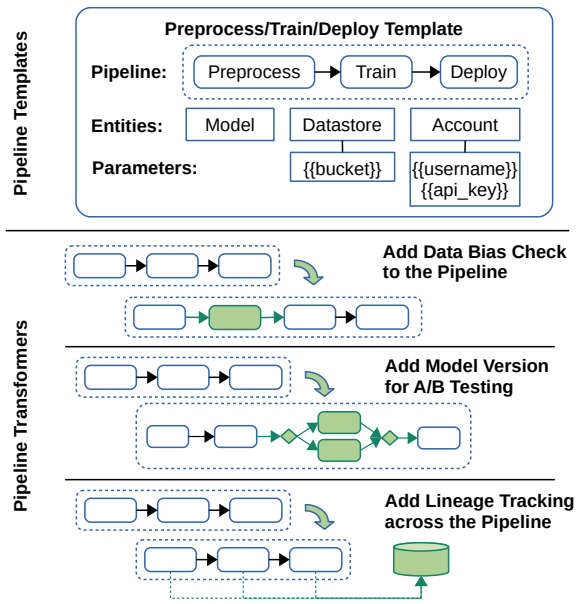 Pipeline Templates
Preprocess/Train/Deploy Template
Pipeline:
Preprocess
Train
Deploy
Entities:
Model
Datastore
Account
Parameters:
{{bucket}}
{{username}}
{{api_key}}
Pipeline Transformers
Add Data Bias Check
to the Pipeline
Add Model Version
for A/B Testing
Add Lineage Tracking
across the Pipeline